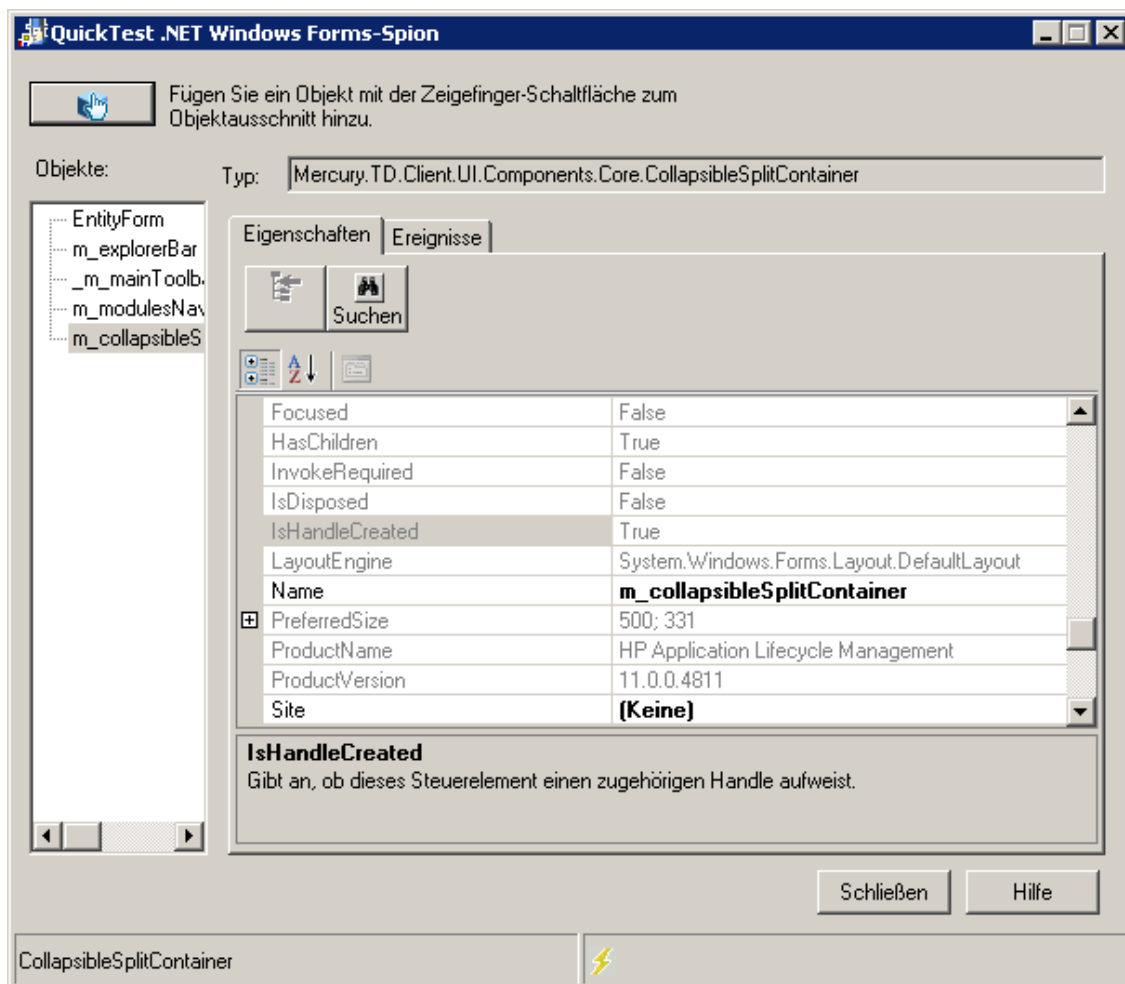 QuickTest .NET Windows Forms-Spion
Fügen Sie ein Objekt mit der Zeigefinger-Schaltfläche zum
Objektausschnitt hinzu.
Objekte:
Typ: Mercury.TD.Client.UI.Components.Core.CollapsibleSplitContainer
EntityForm
m_explorerBar
_m_mainToolb
m_modulesNav
m_collapsibleS
Eigenschaften Ereignisse
Suchen
Focused False
HasChildren True
InvokeRequired False
IsDisposed False
IsHandleCreated True
LayoutEngine System.Windows.Forms.Layout.DefaultLayout
Name m_collapsibleSplitContainer
PreferredSize 500; 331
ProductName HP Application Lifecycle Management
ProductVersion 11.0.0.4811
Site (Keine)
IsHandleCreated
Gibt an, ob dieses Steuerelement einen zugehörigen Handle aufweist.
Schließen Hilfe
CollapsibleSplitContainer